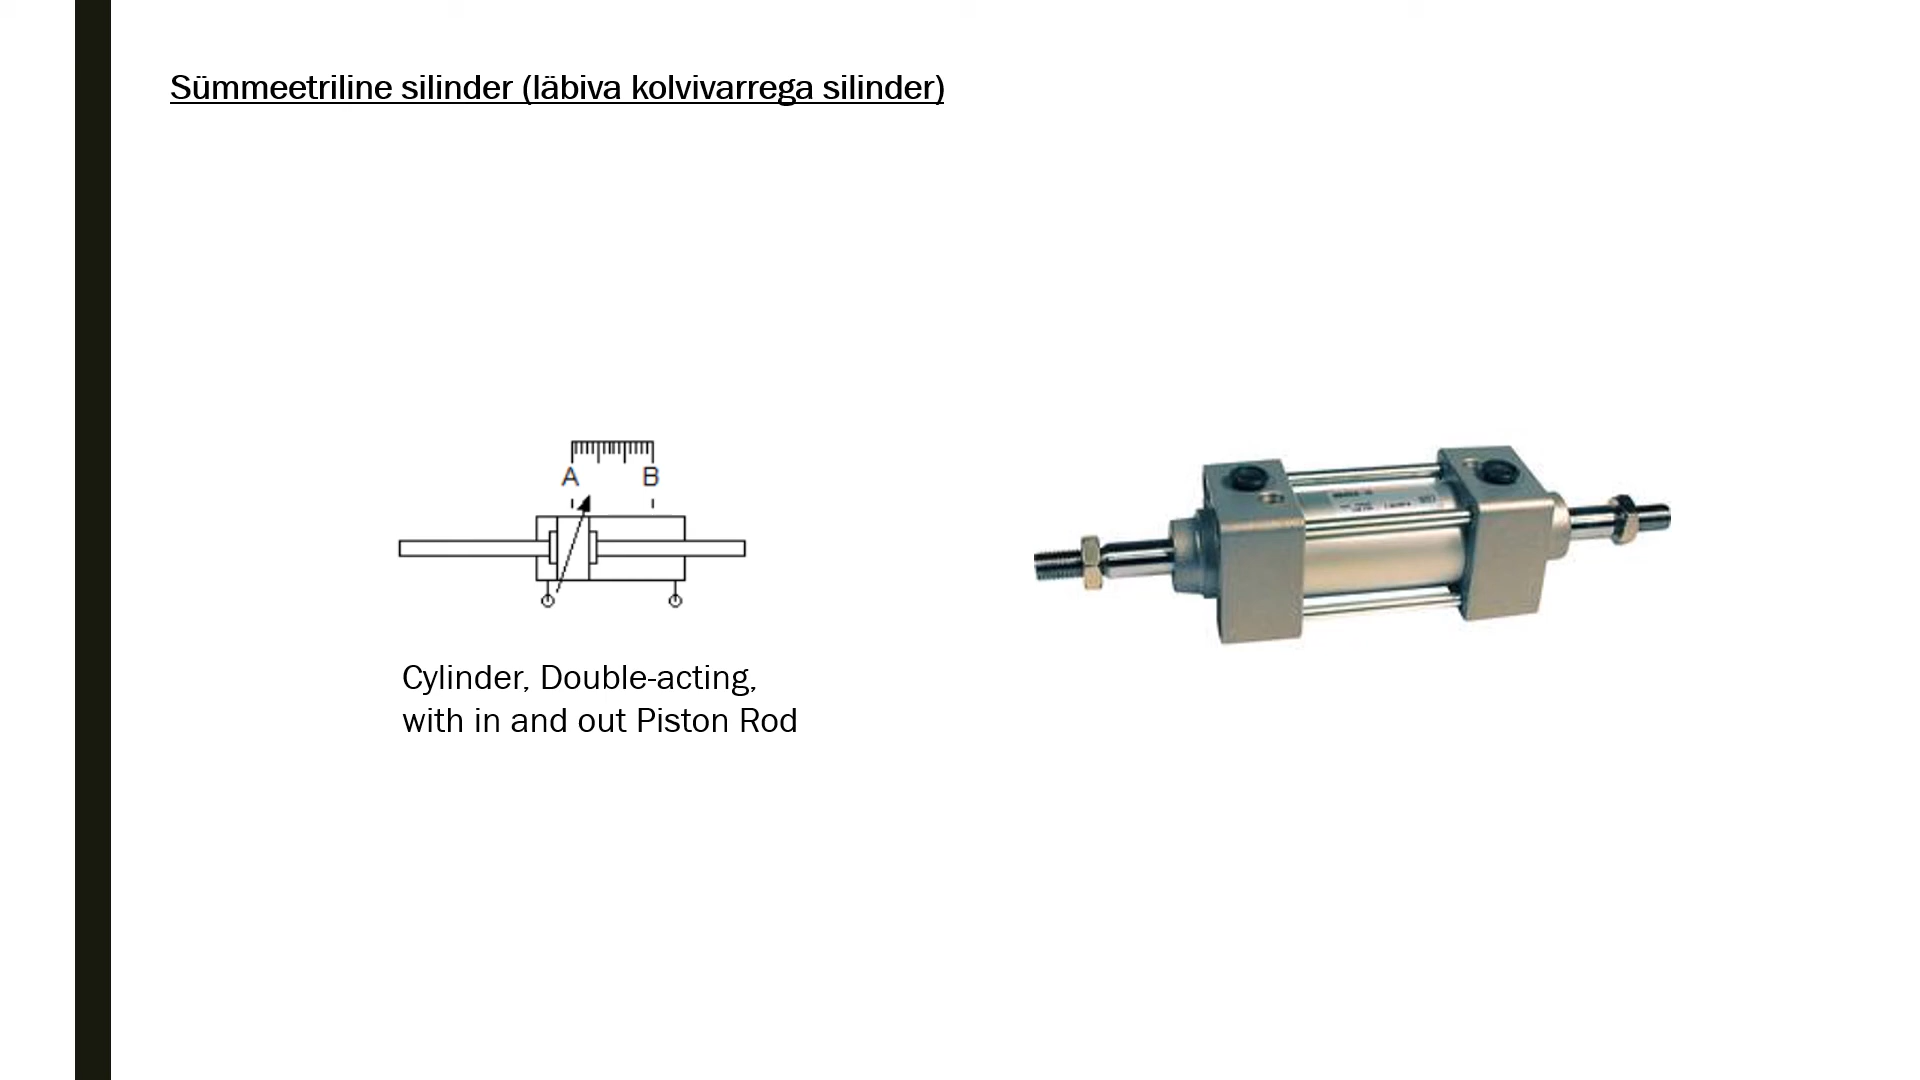 Sümmeetriline silinder (läbiva kolvivarrega silinder)
A B
Cylinder, Double-acting,
with in and out Piston Rod